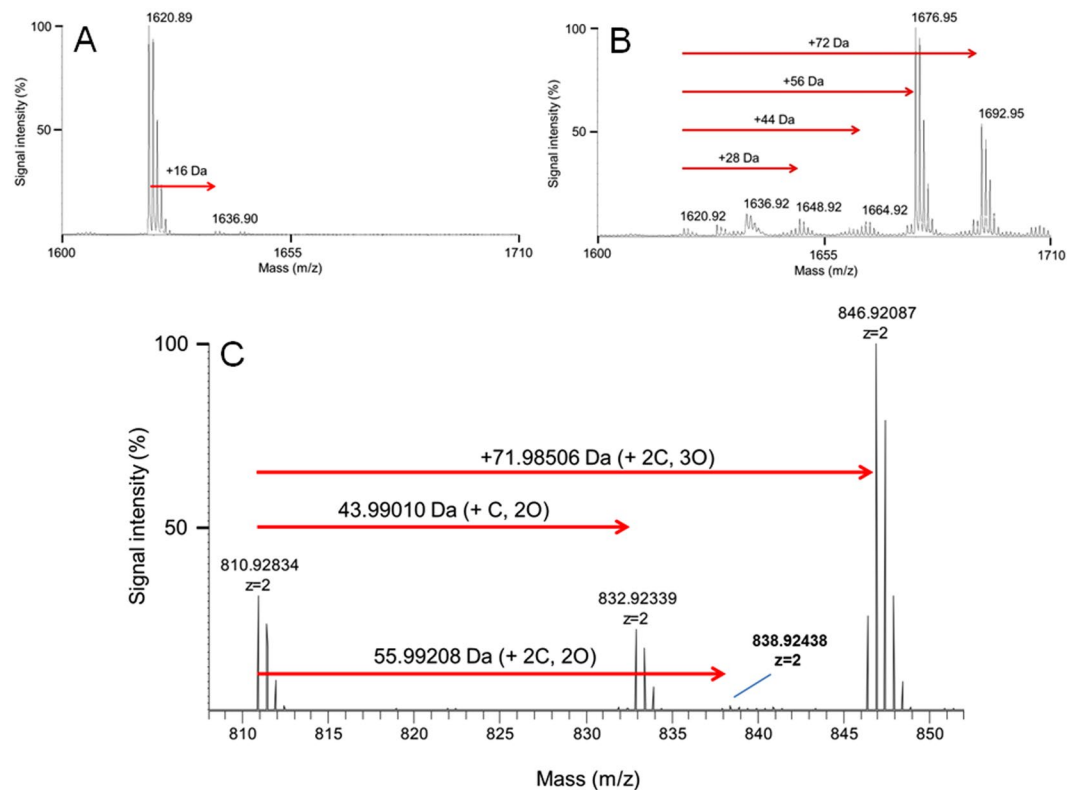 A
Signal intensity (%)
100
50
1620.89
+16 Da
1636.90
1600
1655
1710
Mass (m/z)
B
Signal intensity (%)
100
50
1676.95
+72 Da
+56 Da
+44 Da
+28 Da
1692.95
1620.92
1636.92
1648.92
1664.92
1600
1655
1710
Mass (m/z)
C
Signal intensity (%)
100
50
846.92087
z=2
+71.98506 Da (+ 2C, 3O)
43.99010 Da (+ C, 2O)
810.92834
z=2
832.92339
z=2
55.99208 Da (+ 2C, 2O)
838.92438
z=2
810
815
820
825
830
835
840
845
850
Mass (m/z)